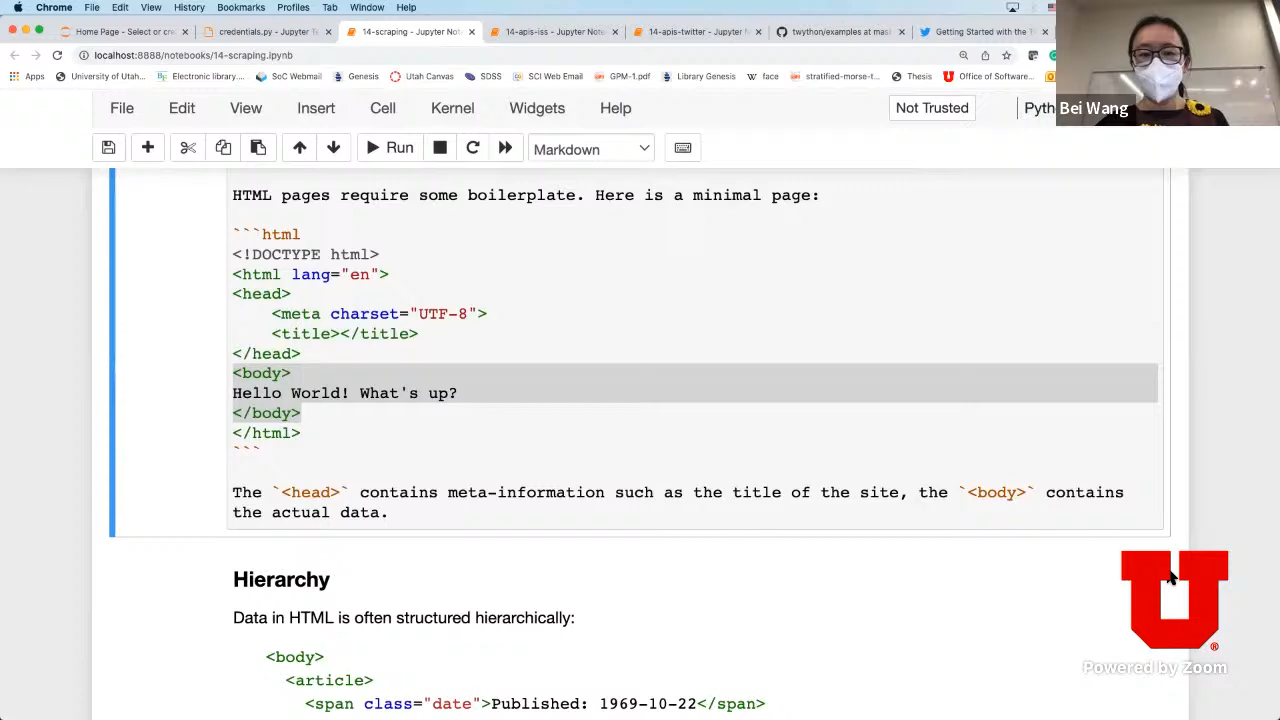 Chrome File Edit View History Bookmarks Profiles Tab Window Help
Home Page - Select or cre credentials.py - Jupyter Te 14-scraping - Jupyter Note 14-apis-iss - Jupyter Notebo 14-apis-twitter - Jupyter N twython/examples at mast Getting Started with the T
localhost:8888/notebooks/14-scraping.ipynb
Apps University of Utah... Electronic library... SoC Webmail Genesis Utah Canvas SDSS SCI Web Email GPM-1.pdf Library Genesis face stratified-morse-t... Thesis Office of Software...
File Edit View Insert Cell Kernel Widgets Help Not Trusted Pyth
Bei Wang
Run Markdown
HTML pages require some boilerplate. Here is a minimal page:
```html
<!DOCTYPE html>
<html lang="en">
<head>
<meta charset="UTF-8">
<title></title>
</head>
<body>
Hello World! What's up?
</body>
</html>
```
The `<head>` contains meta-information such as the title of the site, the `<body>` contains
the actual data.
Hierarchy
Data in HTML is often structured hierarchically:
<body>
<article>
<span class="date">Published: 1969-10-22</span>
U ®
Powered by Zoom